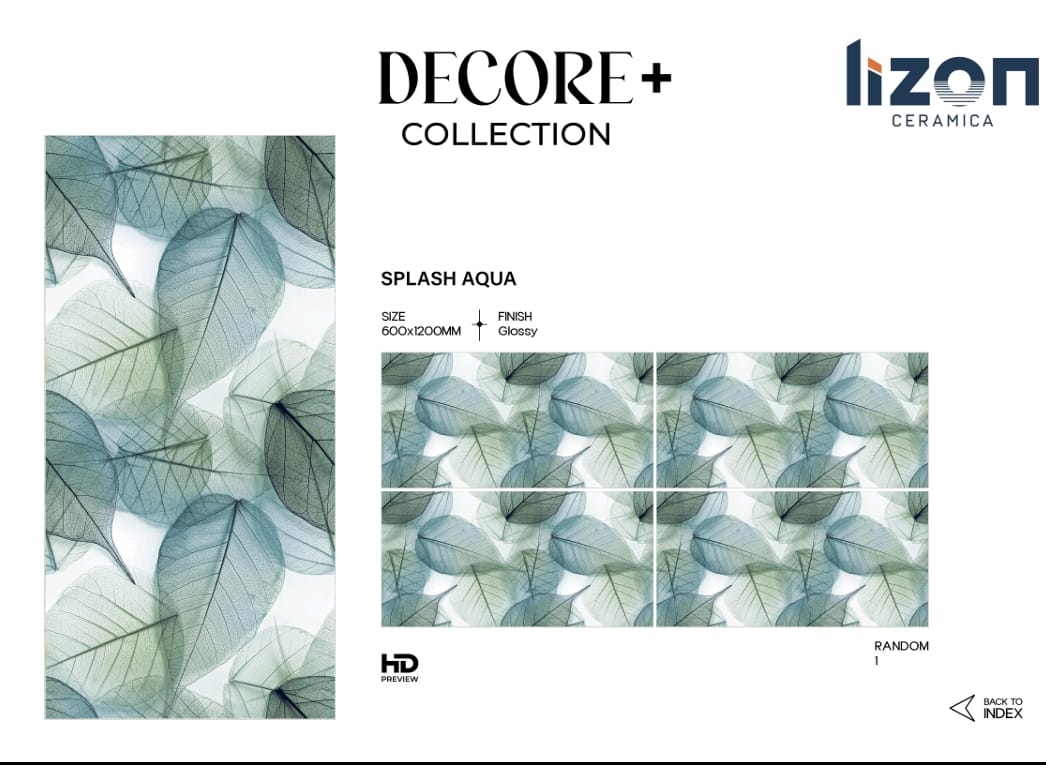 DECORE+
COLLECTION
lizon
CERAMICA
SPLASH AQUA
SIZE
600x1200MM
FINISH
Glossy
HD
PREVIEW
RANDOM
1
BACK TO
INDEX